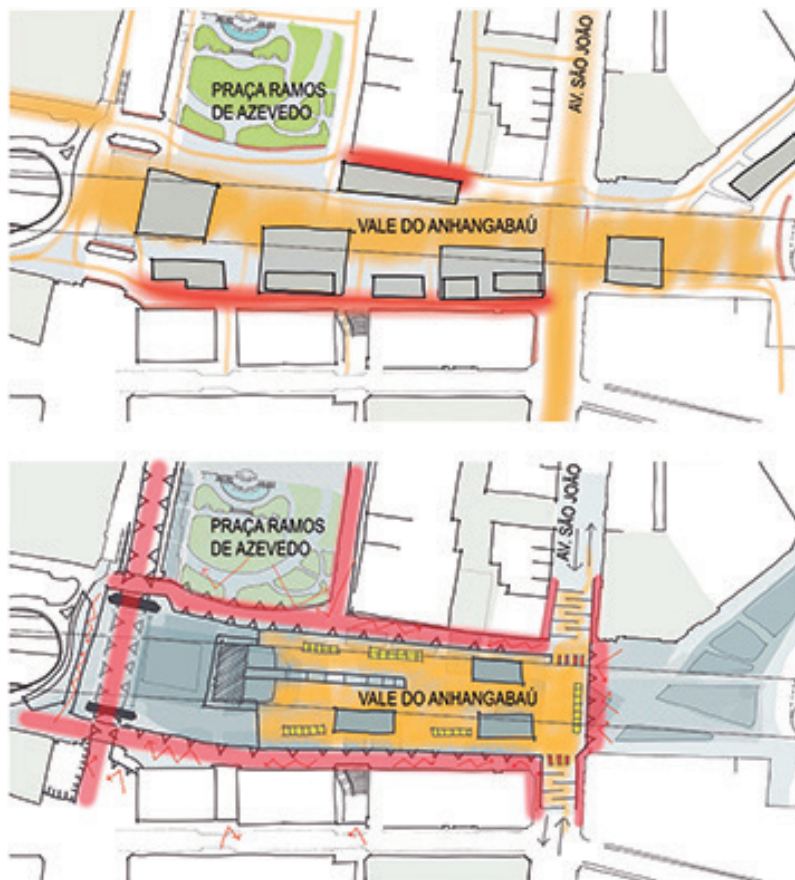 PRAÇA RAMOS
DE AZEVEDO
AV. SÃO JOÃO
VALE DO ANHANGABAÚ
PRAÇA RAMOS
DE AZEVEDO
AV. SÃO JOÃO
VALE DO ANHANGABAÚ